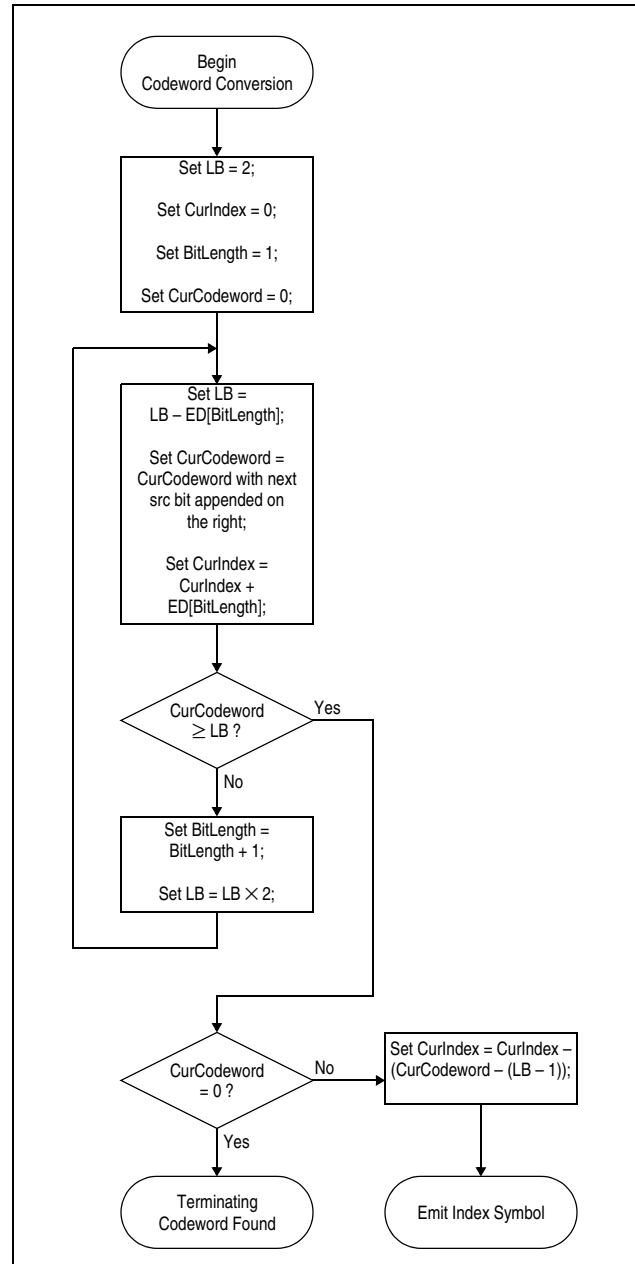 Begin
Codeword Conversion
Set LB = 2;
Set CurIndex = 0;
Set BitLength = 1;
Set CurCodeword = 0;
Set LB =
LB – ED[BitLength];
Set CurCodeword =
CurCodeword with next
src bit appended on
the right;
Set CurIndex =
CurIndex +
ED[BitLength];
CurCodeword
≥ LB ?
Yes
No
Set BitLength =
BitLength + 1;
Set LB = LB × 2;
CurCodeword
= 0 ?
No
Set CurIndex = CurIndex –
(CurCodeword – (LB – 1));
Yes
Terminating
Codeword Found
Emit Index Symbol